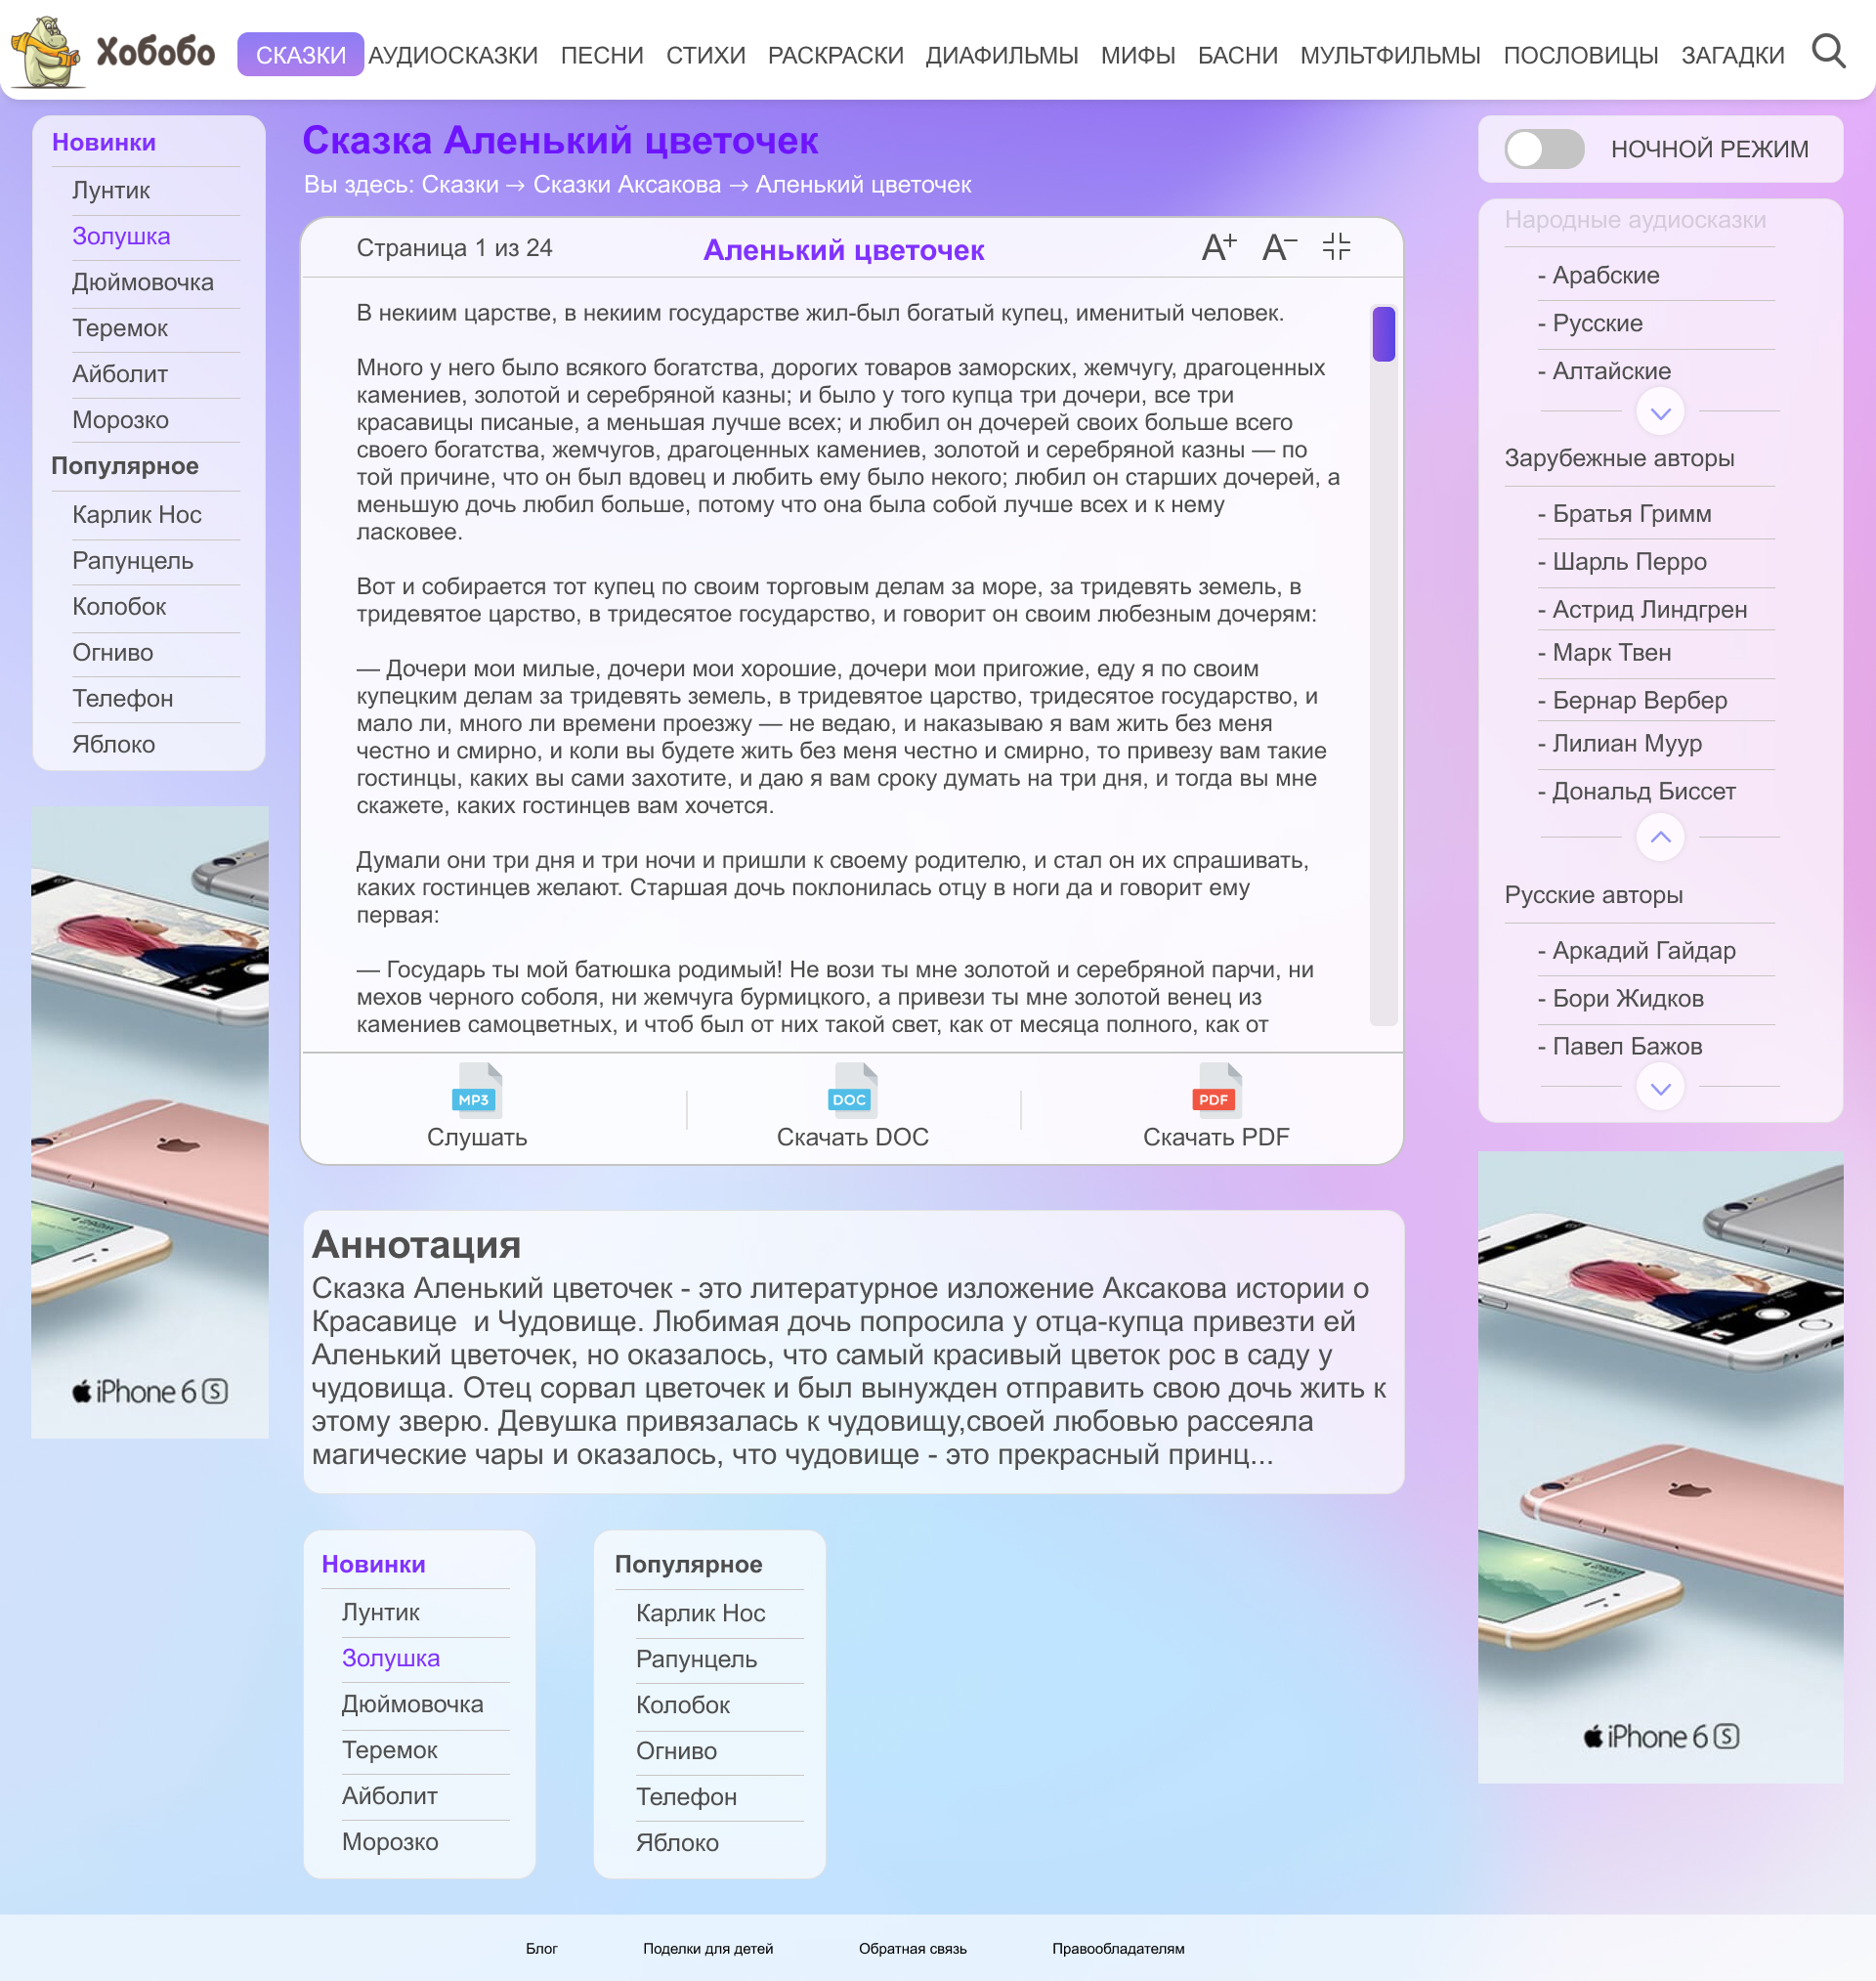 Хобобо
СКАЗКИ АУДИОСКАЗКИ ПЕСНИ СТИХИ РАСКРАСКИ ДИАФИЛЬМЫ МИФЫ БАСНИ МУЛЬТФИЛЬМЫ ПОСЛОВИЦЫ ЗАГАДКИ
Новинки
Лунтик
Золушка
Дюймовочка
Теремок
Айболит
Морозко
Популярное
Карлик Нос
Рапунцель
Колобок
Огниво
Телефон
Яблоко
iPhone 6 S
Сказка Аленький цветочек
Вы здесь: Сказки → Сказки Аксакова → Аленький цветочек
Страница 1 из 24
Аленький цветочек
A+ A−
В некиим царстве, в некиим государстве жил-был богатый купец, именитый человек.
Много у него было всякого богатства, дорогих товаров заморских, жемчугу, драгоценных
камениев, золотой и серебряной казны; и было у того купца три дочери, все три
красавицы писаные, а меньшая лучше всех; и любил он дочерей своих больше всего
своего богатства, жемчугов, драгоценных камениев, золотой и серебряной казны — по
той причине, что он был вдовец и любить ему было некого; любил он старших дочерей, а
меньшую дочь любил больше, потому что она была собой лучше всех и к нему
ласковее.
Вот и собирается тот купец по своим торговым делам за море, за тридевять земель, в
тридевятое царство, в тридесятое государство, и говорит он своим любезным дочерям:
— Дочери мои милые, дочери мои хорошие, дочери мои пригожие, еду я по своим
купецким делам за тридевять земель, в тридевятое царство, тридесятое государство, и
мало ли, много ли времени проезжу — не ведаю, и наказываю я вам жить без меня
честно и смирно, и коли вы будете жить без меня честно и смирно, то привезу вам такие
гостинцы, каких вы сами захотите, и даю я вам сроку думать на три дня, и тогда вы мне
скажете, каких гостинцев вам хочется.
Думали они три дня и три ночи и пришли к своему родителю, и стал он их спрашивать,
каких гостинцев желают. Старшая дочь поклонилась отцу в ноги да и говорит ему
первая:
— Государь ты мой батюшка родимый! Не вози ты мне золотой и серебряной парчи, ни
мехов черного соболя, ни жемчуга бурмицкого, а привези ты мне золотой венец из
камениев самоцветных, и чтоб был от них такой свет, как от месяца полного, как от
MP3
Слушать
DOC
Скачать DOC
PDF
Скачать PDF
Аннотация
Сказка Аленький цветочек - это литературное изложение Аксакова истории о
Красавице  и Чудовище. Любимая дочь попросила у отца-купца привезти ей
Аленький цветочек, но оказалось, что самый красивый цветок рос в саду у
чудовища. Отец сорвал цветочек и был вынужден отправить свою дочь жить к
этому зверю. Девушка привязалась к чудовищу,своей любовью рассеяла
магические чары и оказалось, что чудовище - это прекрасный принц...
Новинки
Лунтик
Золушка
Дюймовочка
Теремок
Айболит
Морозко
Популярное
Карлик Нос
Рапунцель
Колобок
Огниво
Телефон
Яблоко
НОЧНОЙ РЕЖИМ
Народные аудиосказки
- Арабские
- Русские
- Алтайские
Зарубежные авторы
- Братья Гримм
- Шарль Перро
- Астрид Линдгрен
- Марк Твен
- Бернар Вербер
- Лилиан Муур
- Дональд Биссет
Русские авторы
- Аркадий Гайдар
- Бори Жидков
- Павел Бажов
iPhone 6 S
Блог
Поделки для детей
Обратная связь
Правообладателям